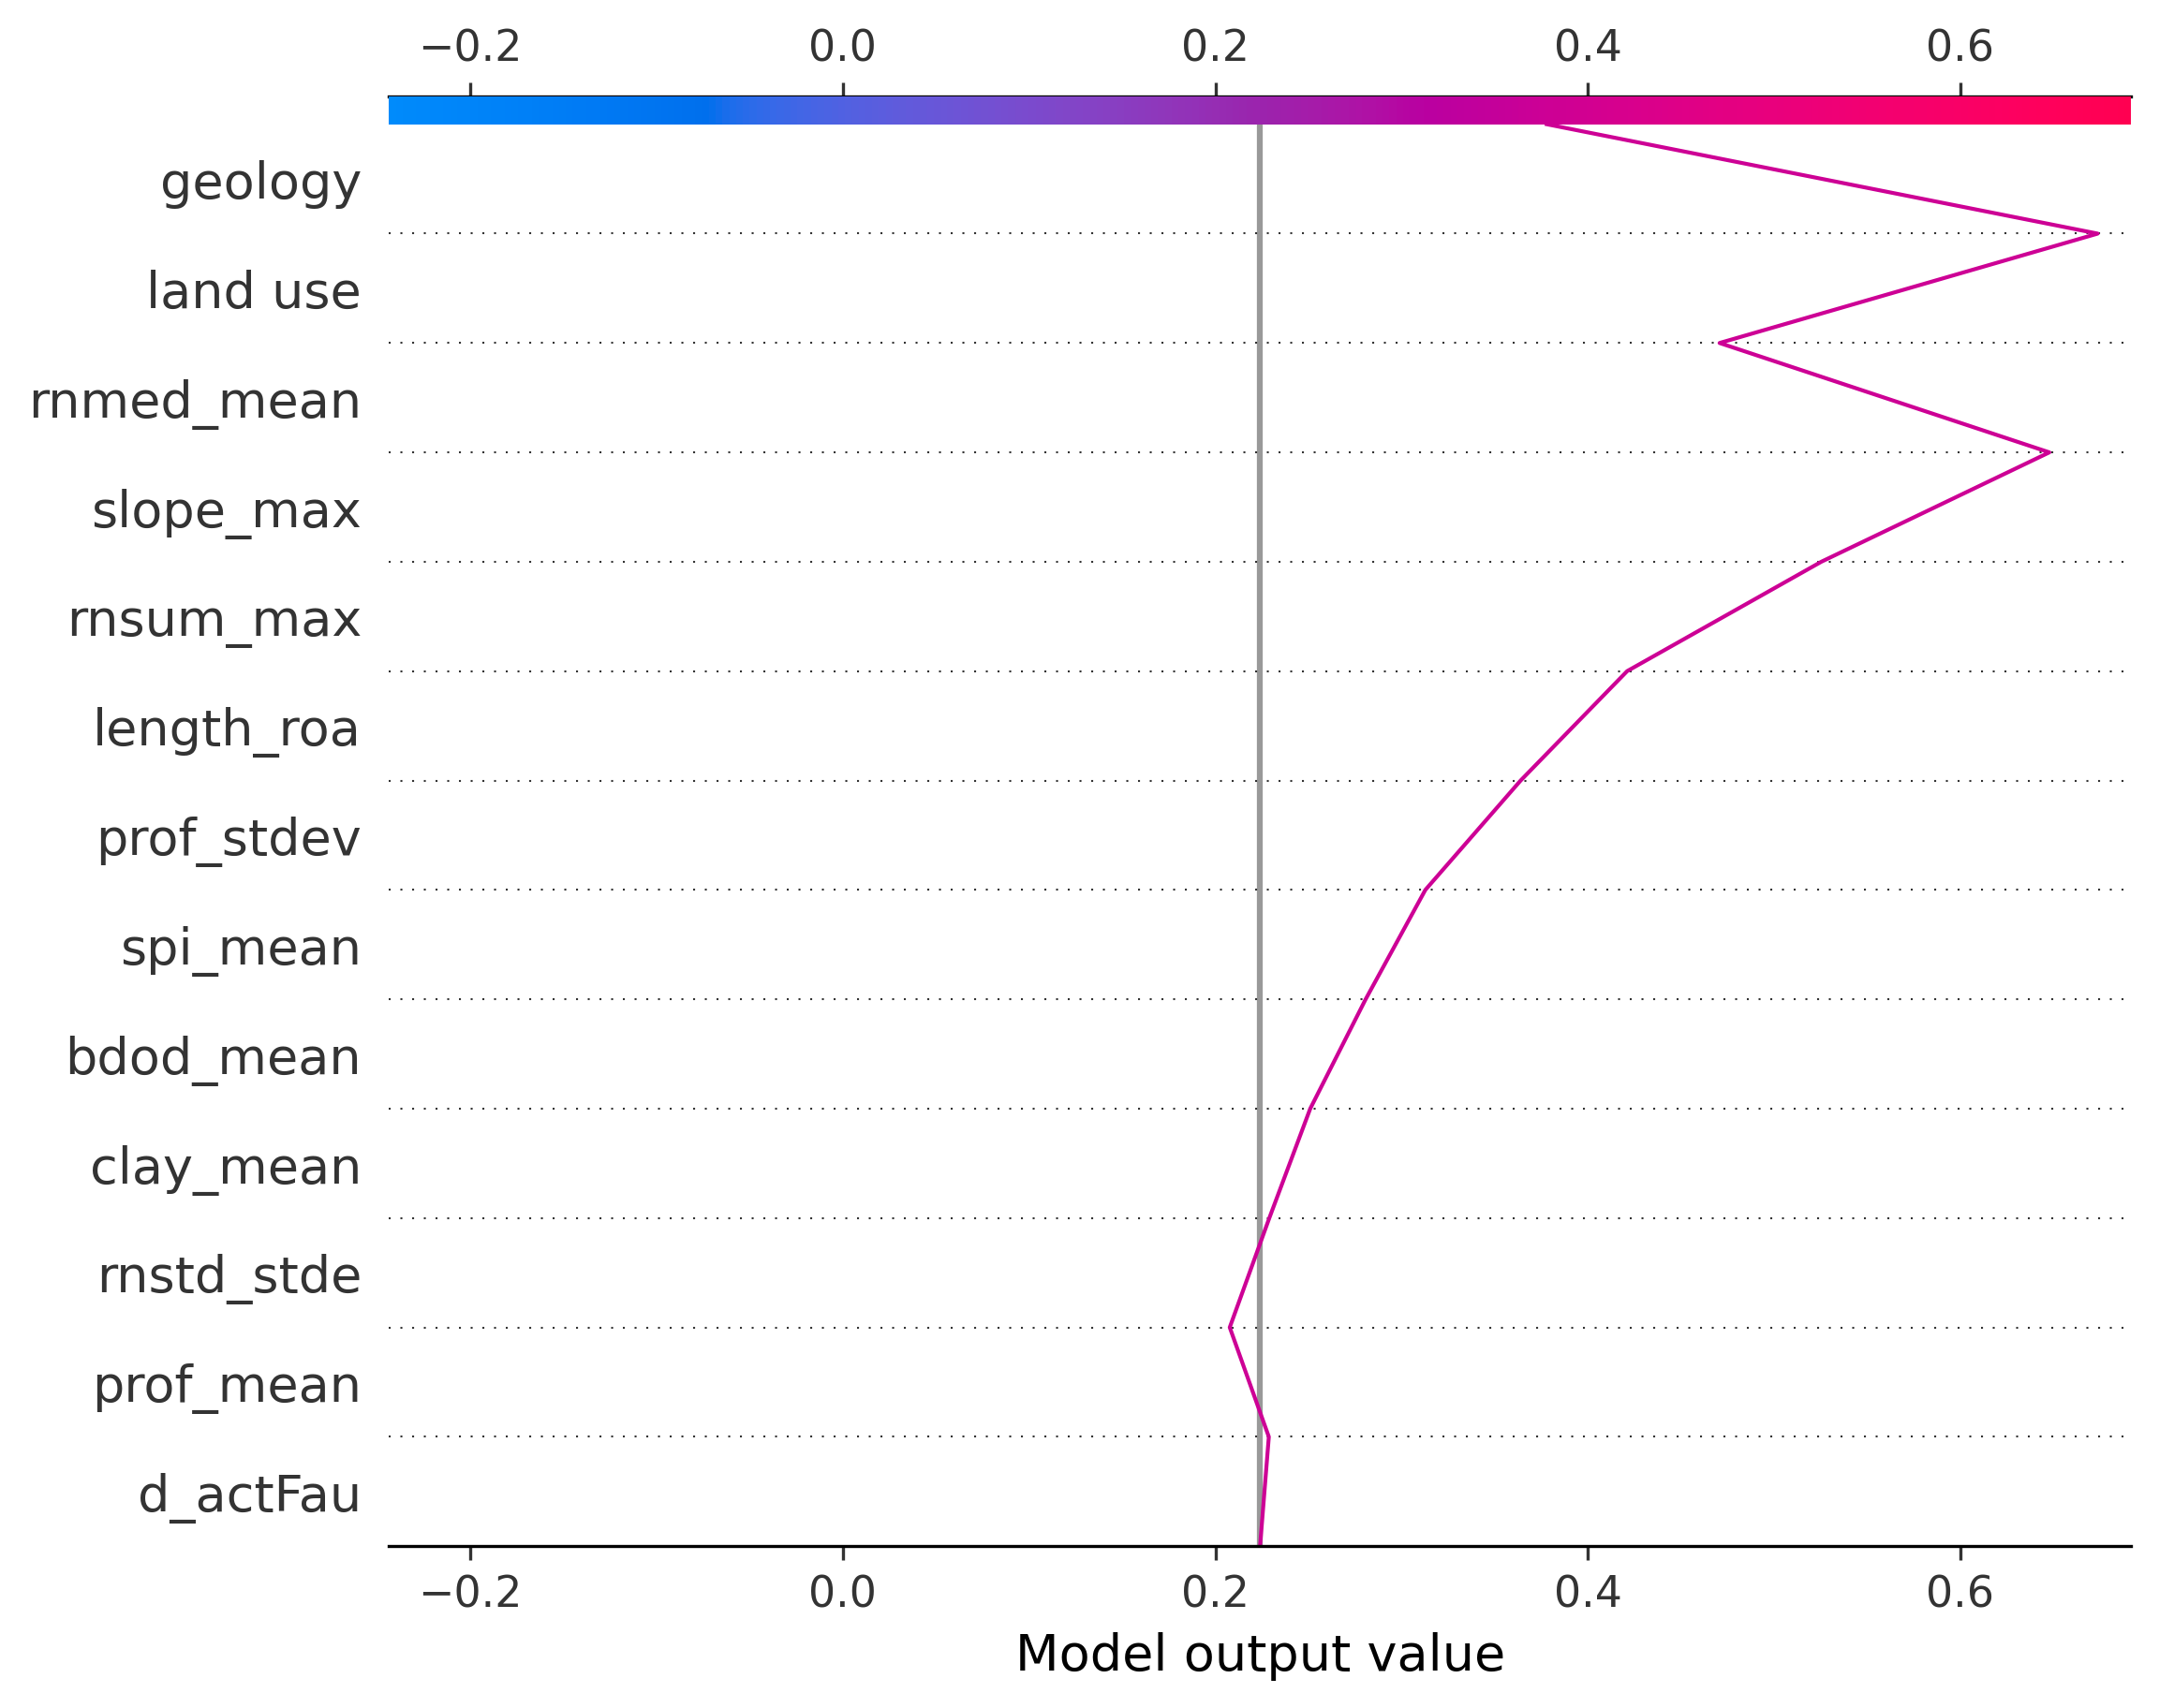 −0.2 0.0 0.2 0.4 0.6
geology
land use
rnmed_mean
slope_max
rnsum_max
length_roa
prof_stdev
spi_mean
bdod_mean
clay_mean
rnstd_stde
prof_mean
d_actFau
−0.2 0.0 0.2 0.4 0.6
Model output value